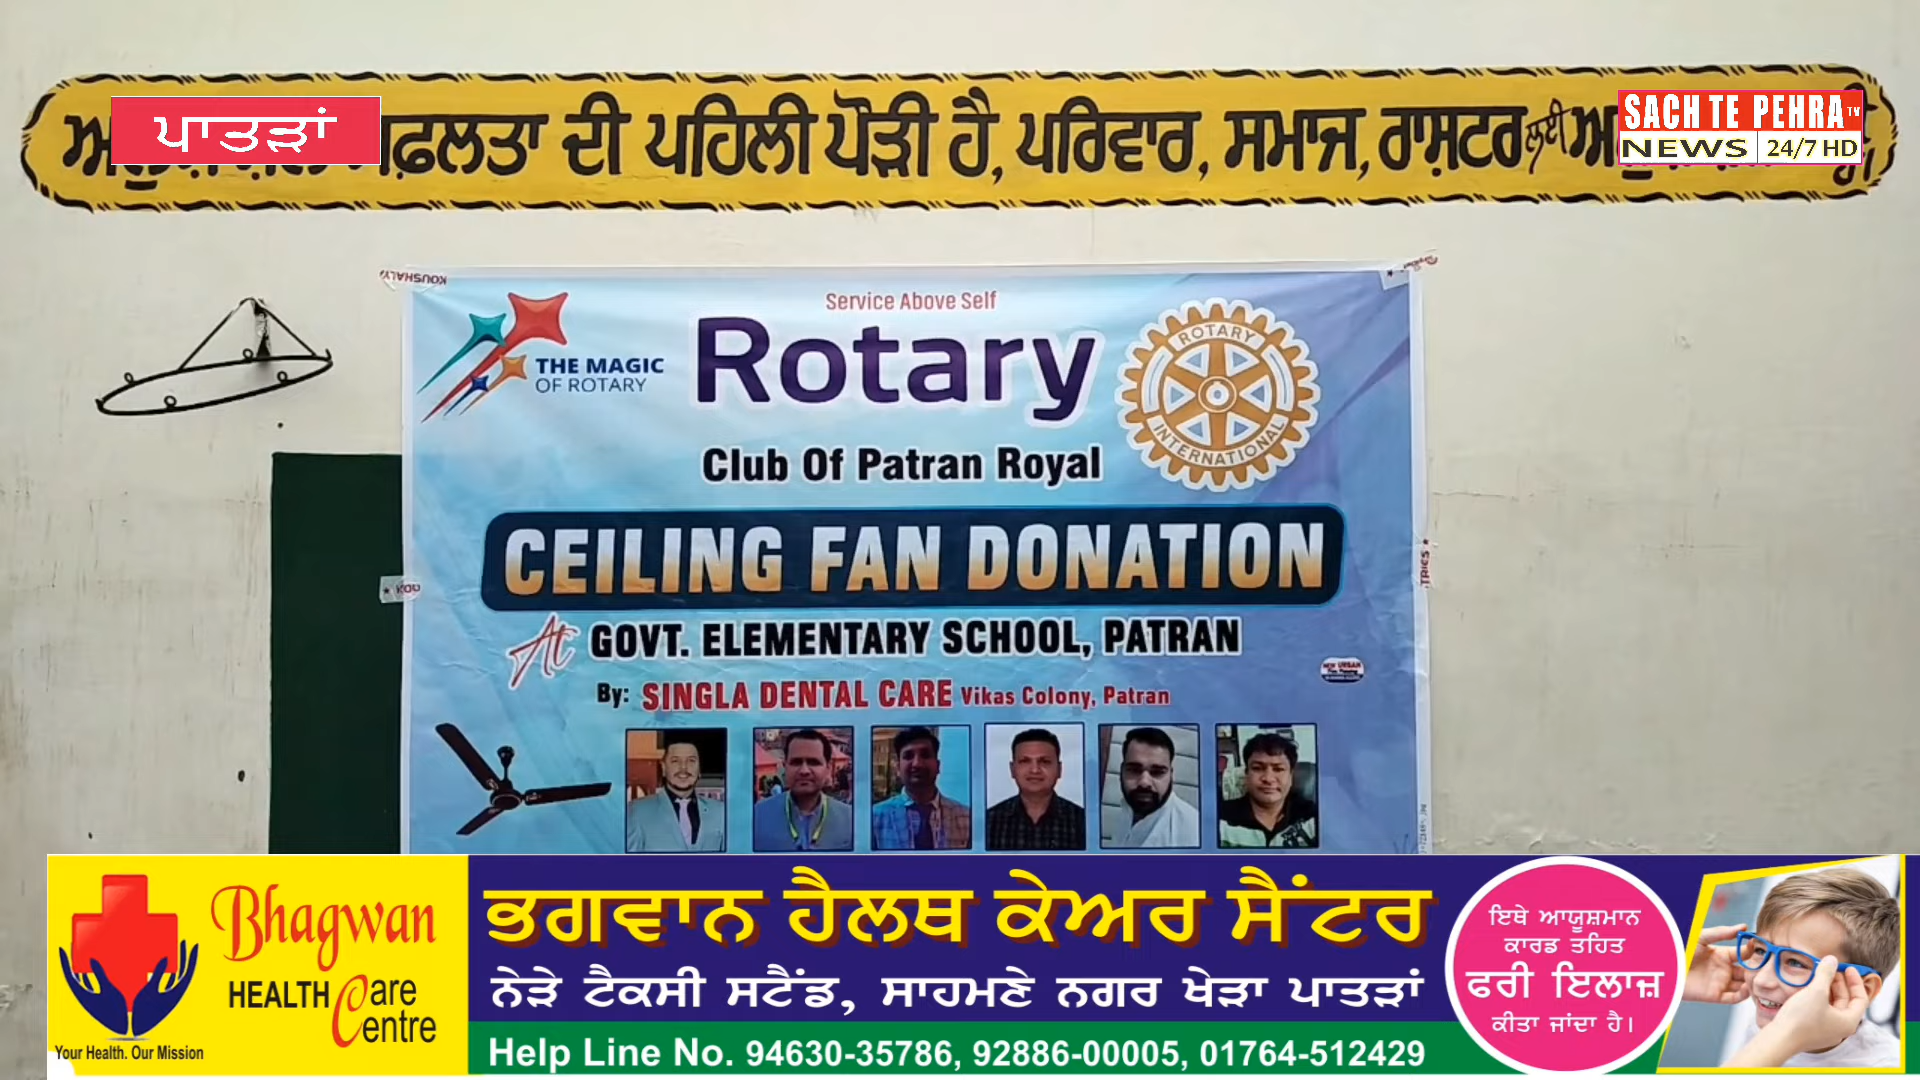 ਪਾਤੜਾਂ
ਦੀ ਪਹਿਲੀ ਪੌੜੀ ਹੈ, ਪਰਿਵਾਰ, ਸਮਾਜ, ਰਾਸ਼ਟਰ ਲਈ
SACH TE PEHRA TV
NEWS 24/7 HD
KOUSHALYA
Service Above Self
THE MAGIC
OF ROTARY
Rotary
ROTARY
INTERNATIONAL
Club Of Patran Royal
CEILING FAN DONATION
At GOVT. ELEMENTARY SCHOOL, PATRAN
By: SINGLA DENTAL CARE Vikas Colony, Patran
Bhagwan
HEALTH Care
Centre
Your Health. Our Mission
ਭਗਵਾਨ ਹੈਲਥ ਕੇਅਰ ਸੈਂਟਰ
ਨੇੜੇ ਟੈਕਸੀ ਸਟੈਂਡ, ਸਾਹਮਣੇ ਨਗਰ ਖੇੜਾ ਪਾਤੜਾਂ
Help Line No. 94630-35786, 92886-00005, 01764-512429
ਇਥੇ ਆਯੂਸ਼ਮਾਨ
ਕਾਰਡ ਤਹਿਤ
ਫਰੀ ਇਲਾਜ਼
ਕੀਤਾ ਜਾਂਦਾ ਹੈ।